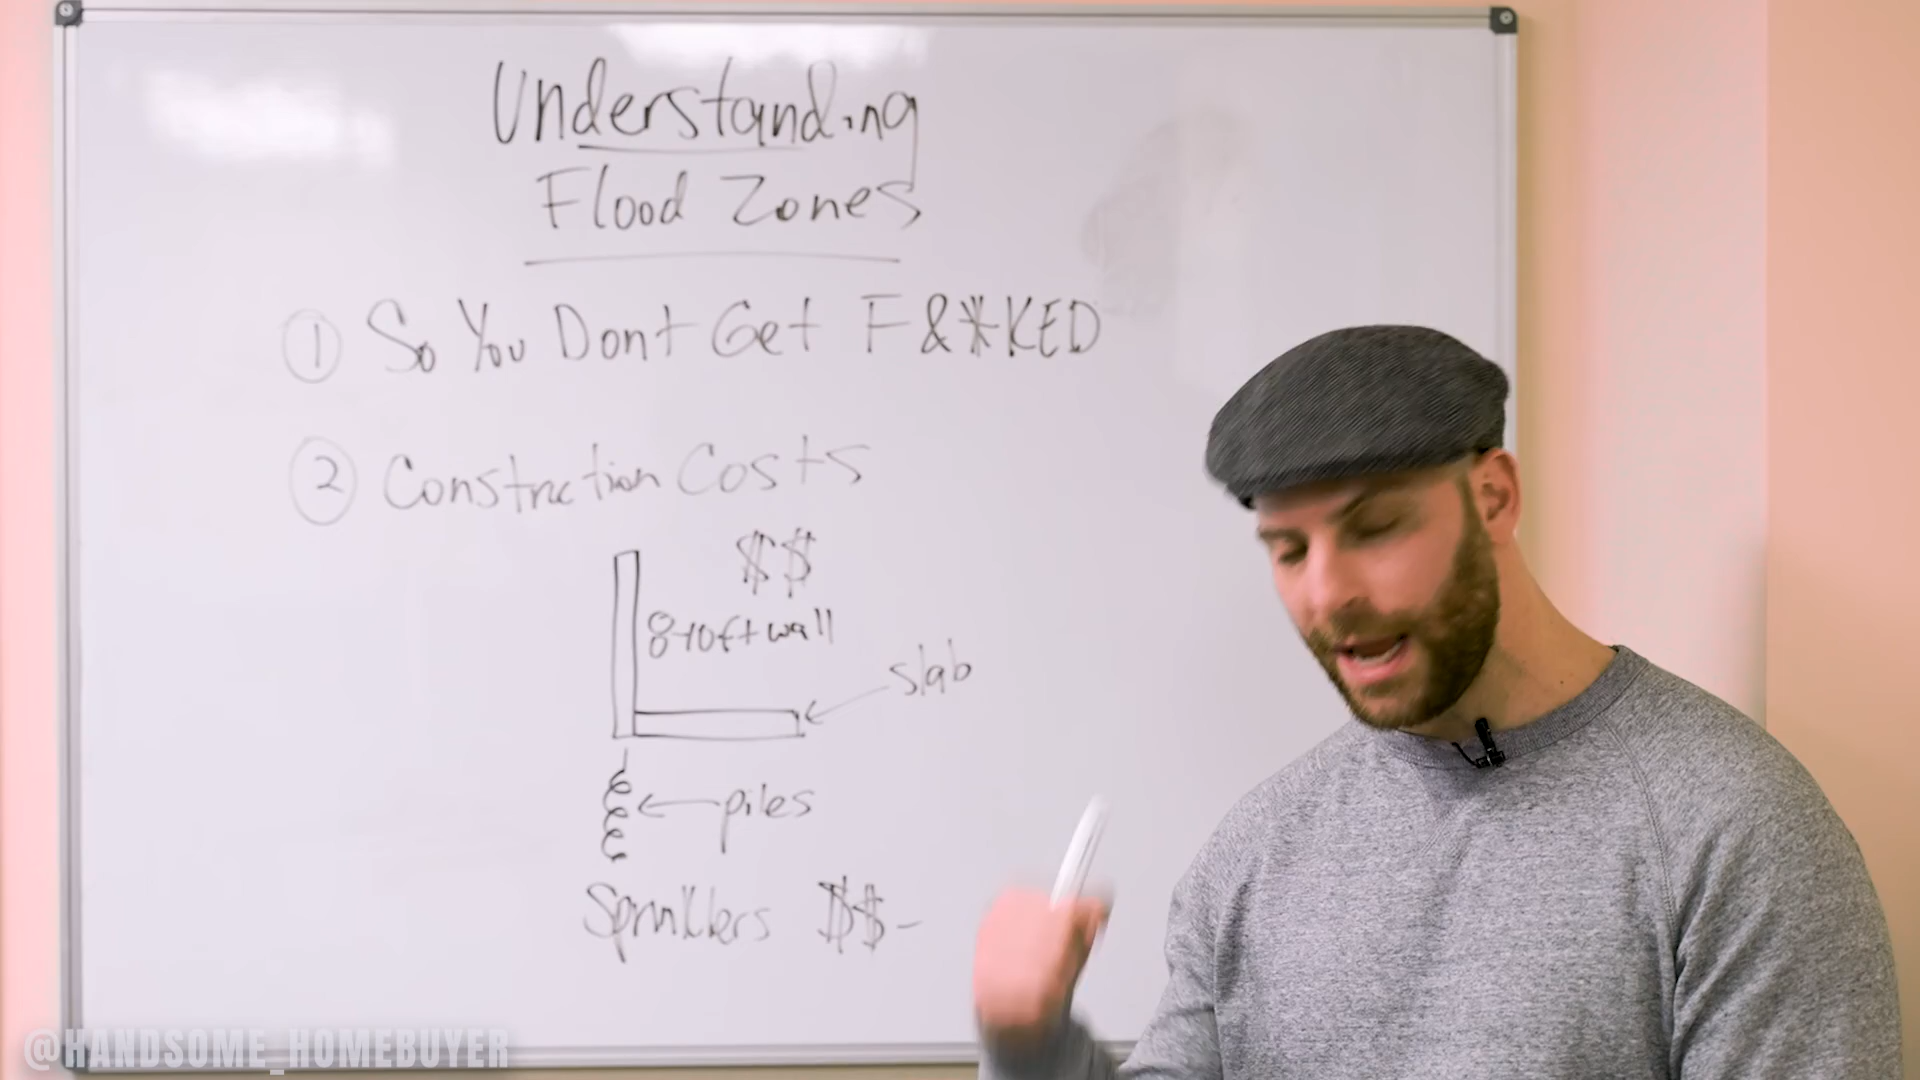 Understanding
Flood Zones
① So You Dont Get F&*KED
② Construction Costs
$$
8-10ft wall
slab
piles
Sprinklers $$-
@HANDSOME_HOMEBUYER